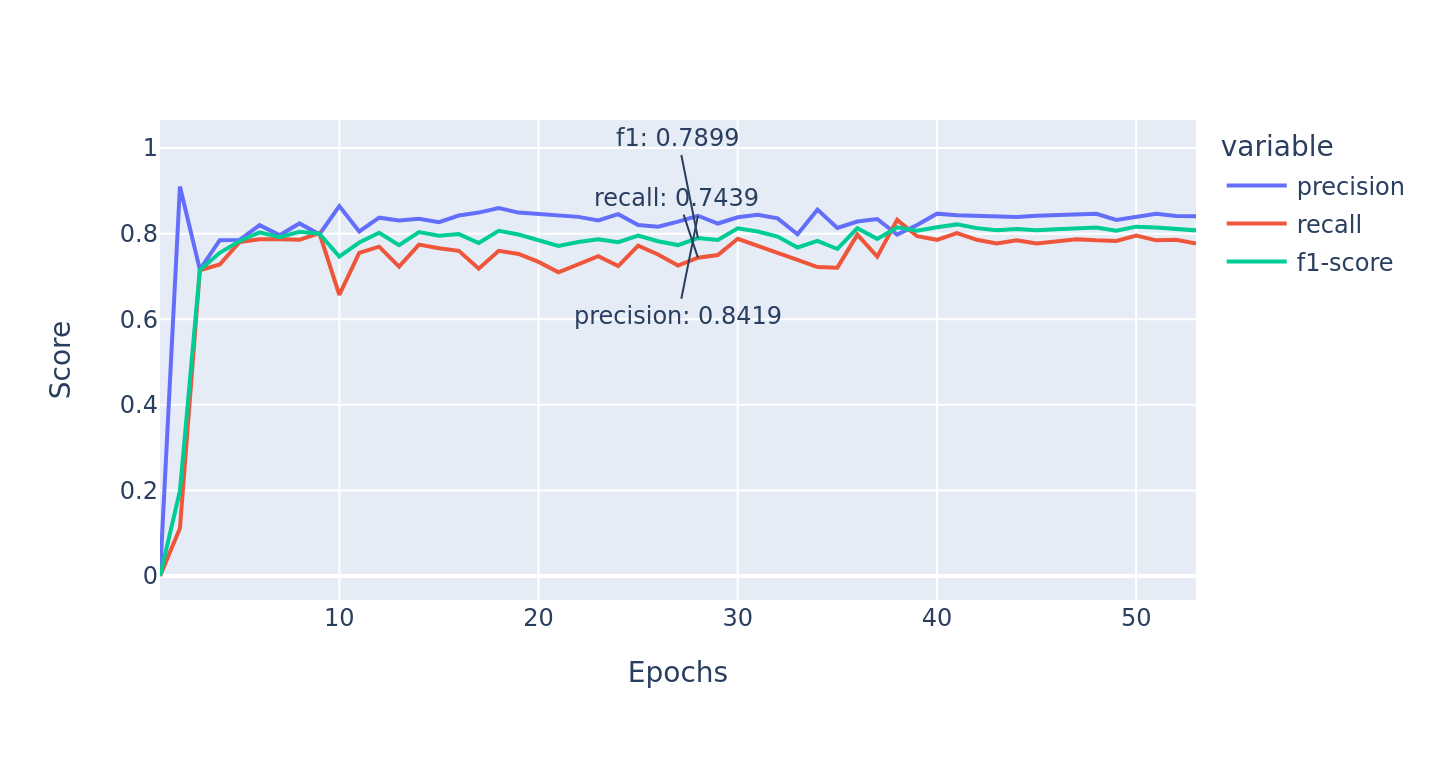 f1: 0.7899
recall: 0.7439
precision: 0.8419
1
0.8
0.6
0.4
0.2
0
Score
10
20
30
40
50
Epochs
variable
precision
recall
f1-score